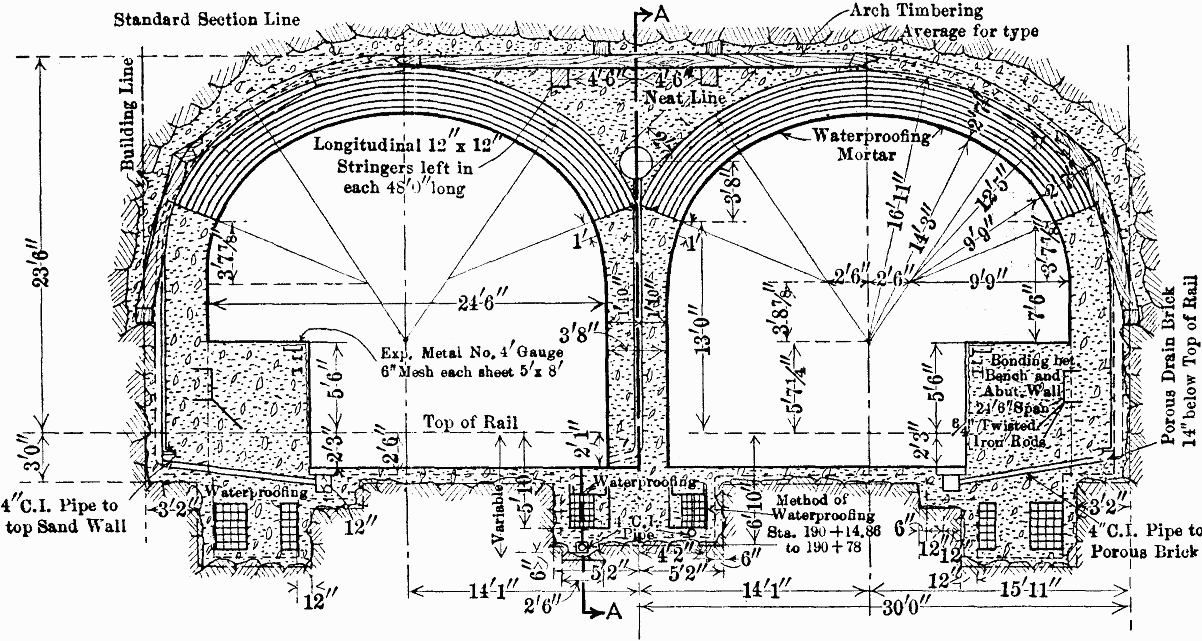 Standard Section Line
A
Arch Timbering
Average for type
Building Line
4'6" 4'6"
Neat Line
Longitudinal 12" x 12"
Stringers left in
each 48'0" long
Waterproofing
Mortar
3'8"
16'11"
14'3"
12'5"
9'9"
23'6"
3'7⅞"
1'
1'
3'7⅞"
2'6" 2'6" 9'9"
24'6"
1'10" 1'10"
3'8"
13'0"
3'8⅞"
7'6"
Exp. Metal No. 4' Gauge
6" Mesh each sheet 5' x 8'
5'6"
5'7¼"
5'6"
Bonding bet.
Bench and
Abut. Wall
24'6" Span
Twisted
Iron Rods
Porous Drain Brick
14" below Top of Rail
Top of Rail
3'0"
2'3"
2'6"
2'1"
2'3"
4" C.I. Pipe to
top Sand Wall
3'2"
Waterproofing
12"
Variable
5'10"
Waterproofing
4" C.I.
Pipe
6'10"
Method of
Waterproofing
Sta. 190+14.86
to 190+78
6"
12"
12"
12"
3'2"
4" C.I. Pipe to
Porous Brick
4'2"
6" 5'2" 5'2" 6"
12"
14'1"
2'6"
A
14'1"
15'11"
30'0"